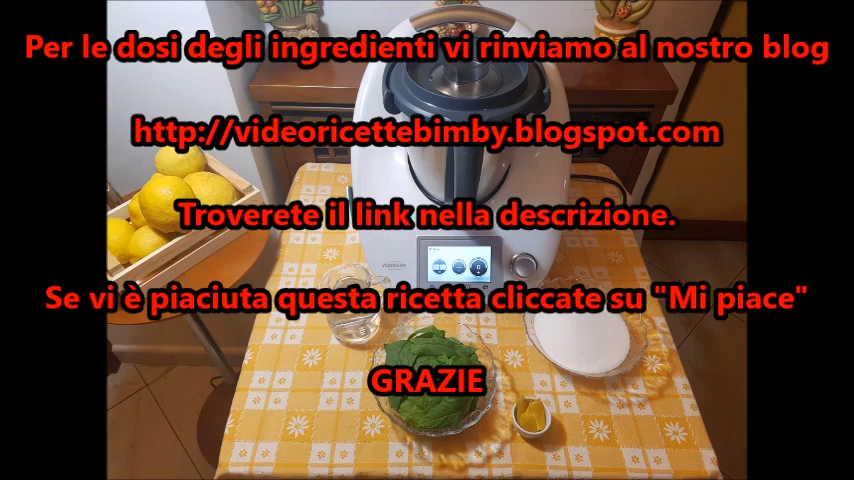 Per le dosi degli ingredienti vi rinviamo al nostro blog
http://videoricettebimby.blogspot.com
Troverete il link nella descrizione.
Se vi è piaciuta questa ricetta cliccate su "Mi piace"
GRAZIE